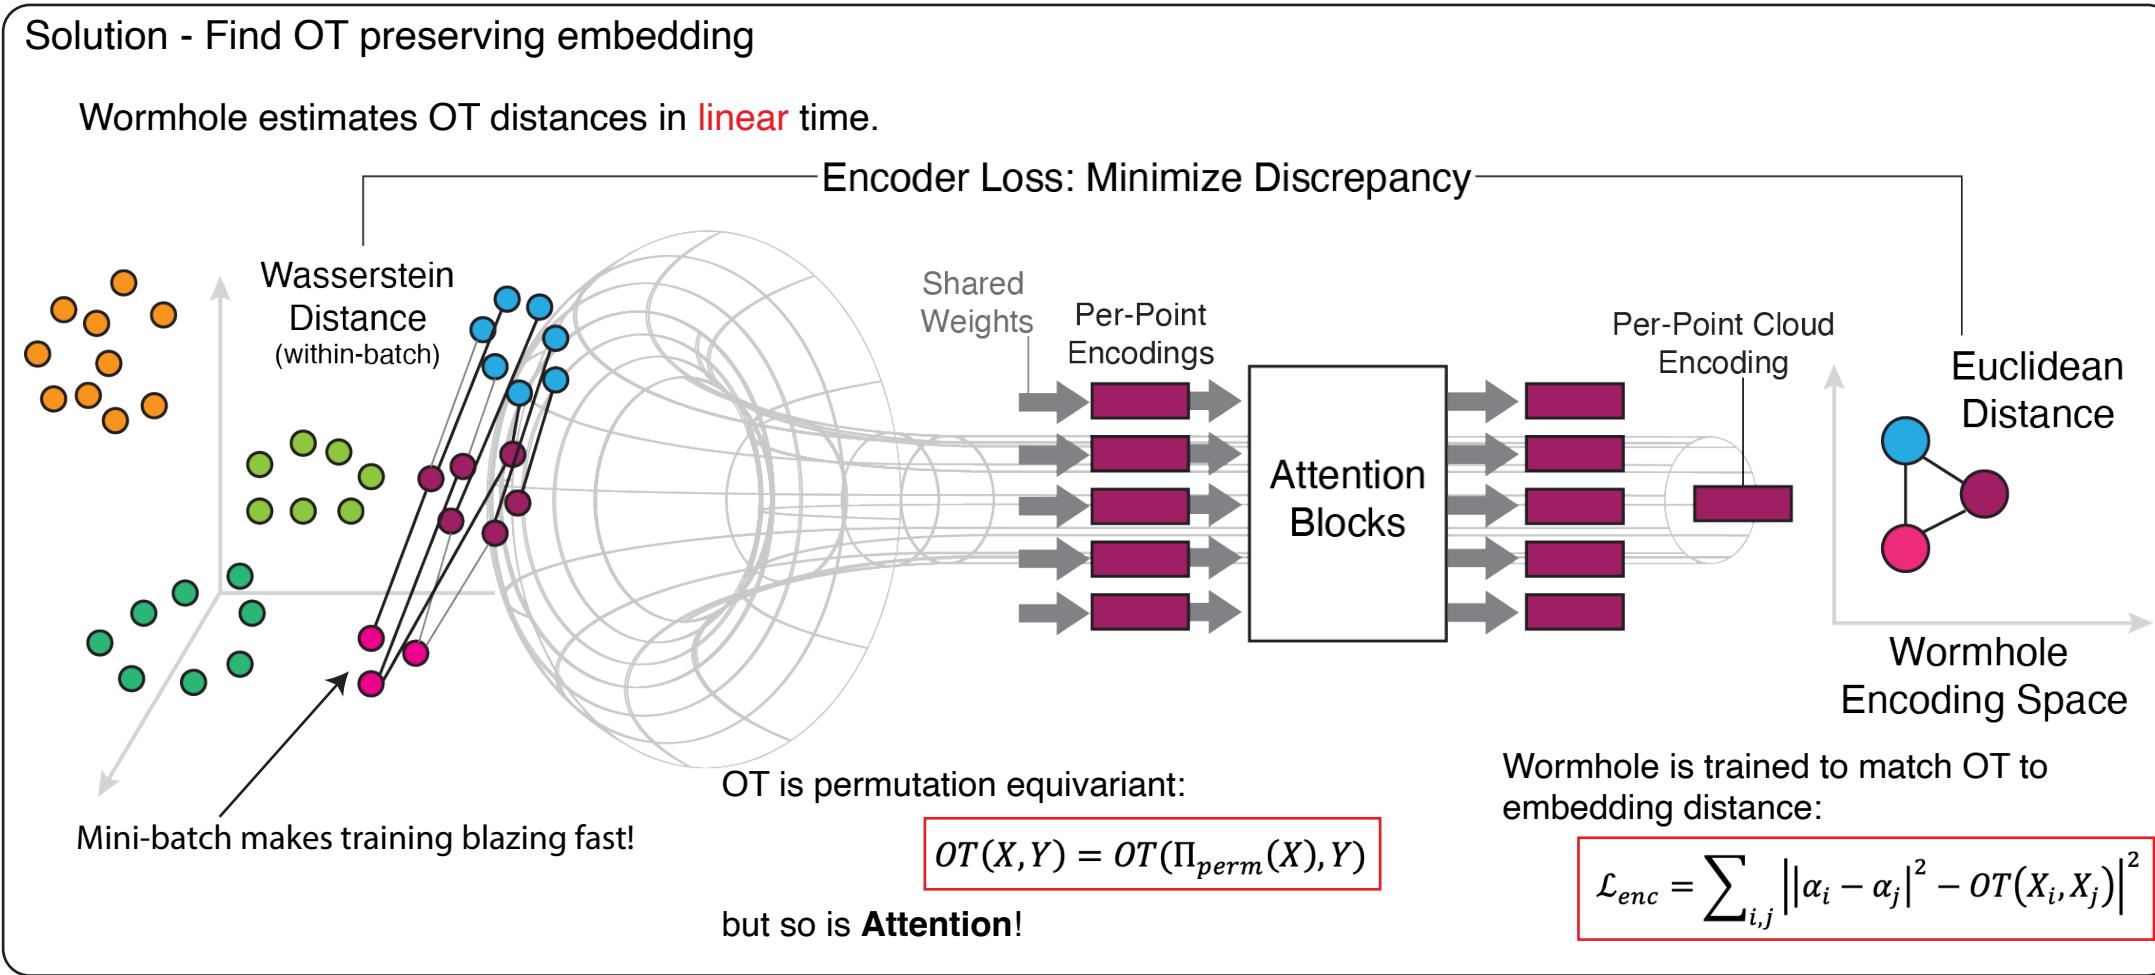 Solution - Find OT preserving embedding
Wormhole estimates OT distances in linear time.
Encoder Loss: Minimize Discrepancy
Wasserstein
Distance
(within-batch)
Shared
Weights
Per-Point
Encodings
Attention
Blocks
Per-Point Cloud
Encoding
Euclidean
Distance
Wormhole
Encoding Space
Mini-batch makes training blazing fast!
OT is permutation equivariant:
OT(X,Y) = OT(Π_perm(X),Y)
but so is Attention!
Wormhole is trained to match OT to
embedding distance:
ℒ_enc = ∑_{i,j} ||α_i − α_j|^2 − OT(X_i,X_j)|^2